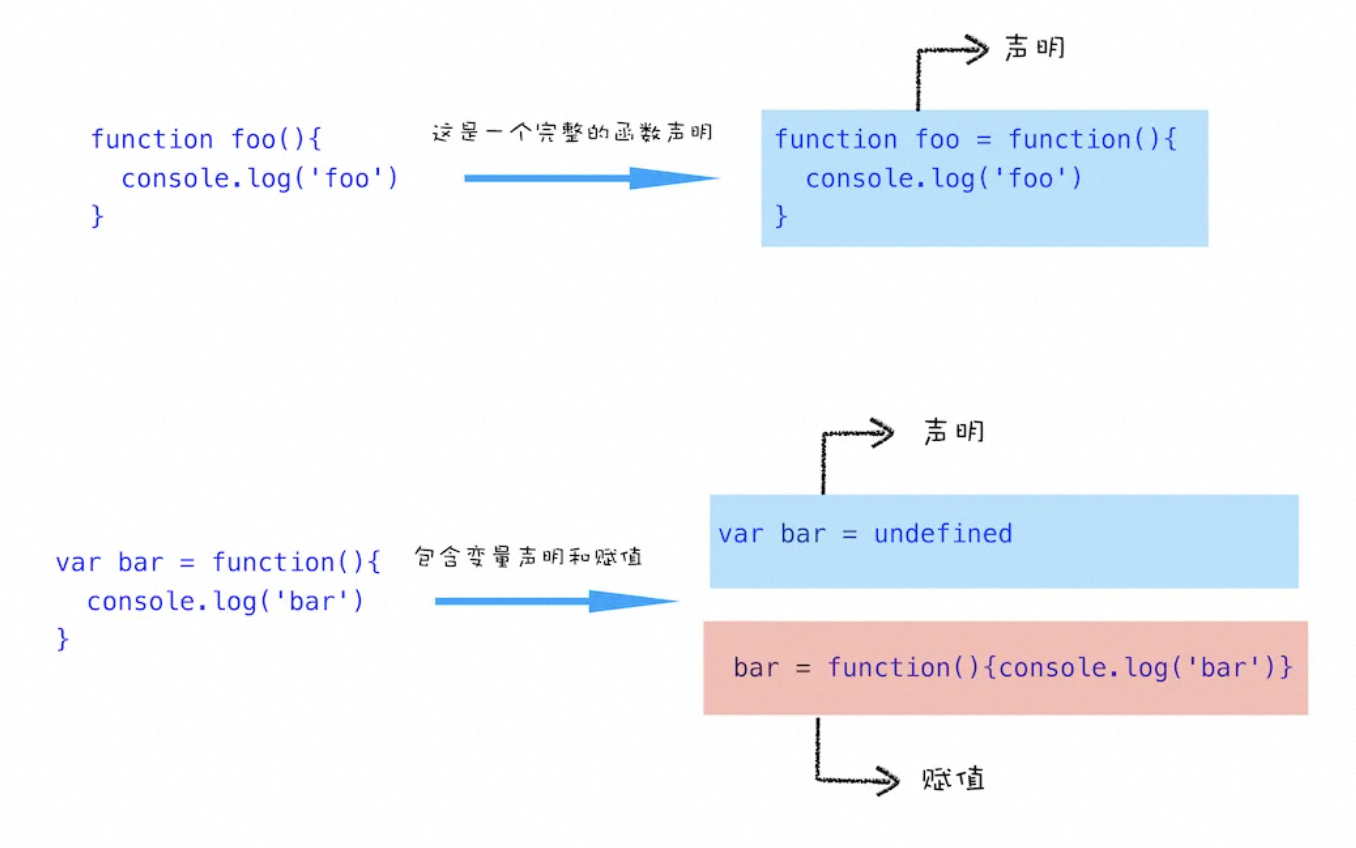 声明
function foo(){
console.log('foo')
}
这是一个完整的函数声明
function foo = function(){
console.log('foo')
}
声明
var bar = function(){
console.log('bar')
}
包含变量声明和赋值
var bar = undefined
bar = function(){console.log('bar')}
赋值